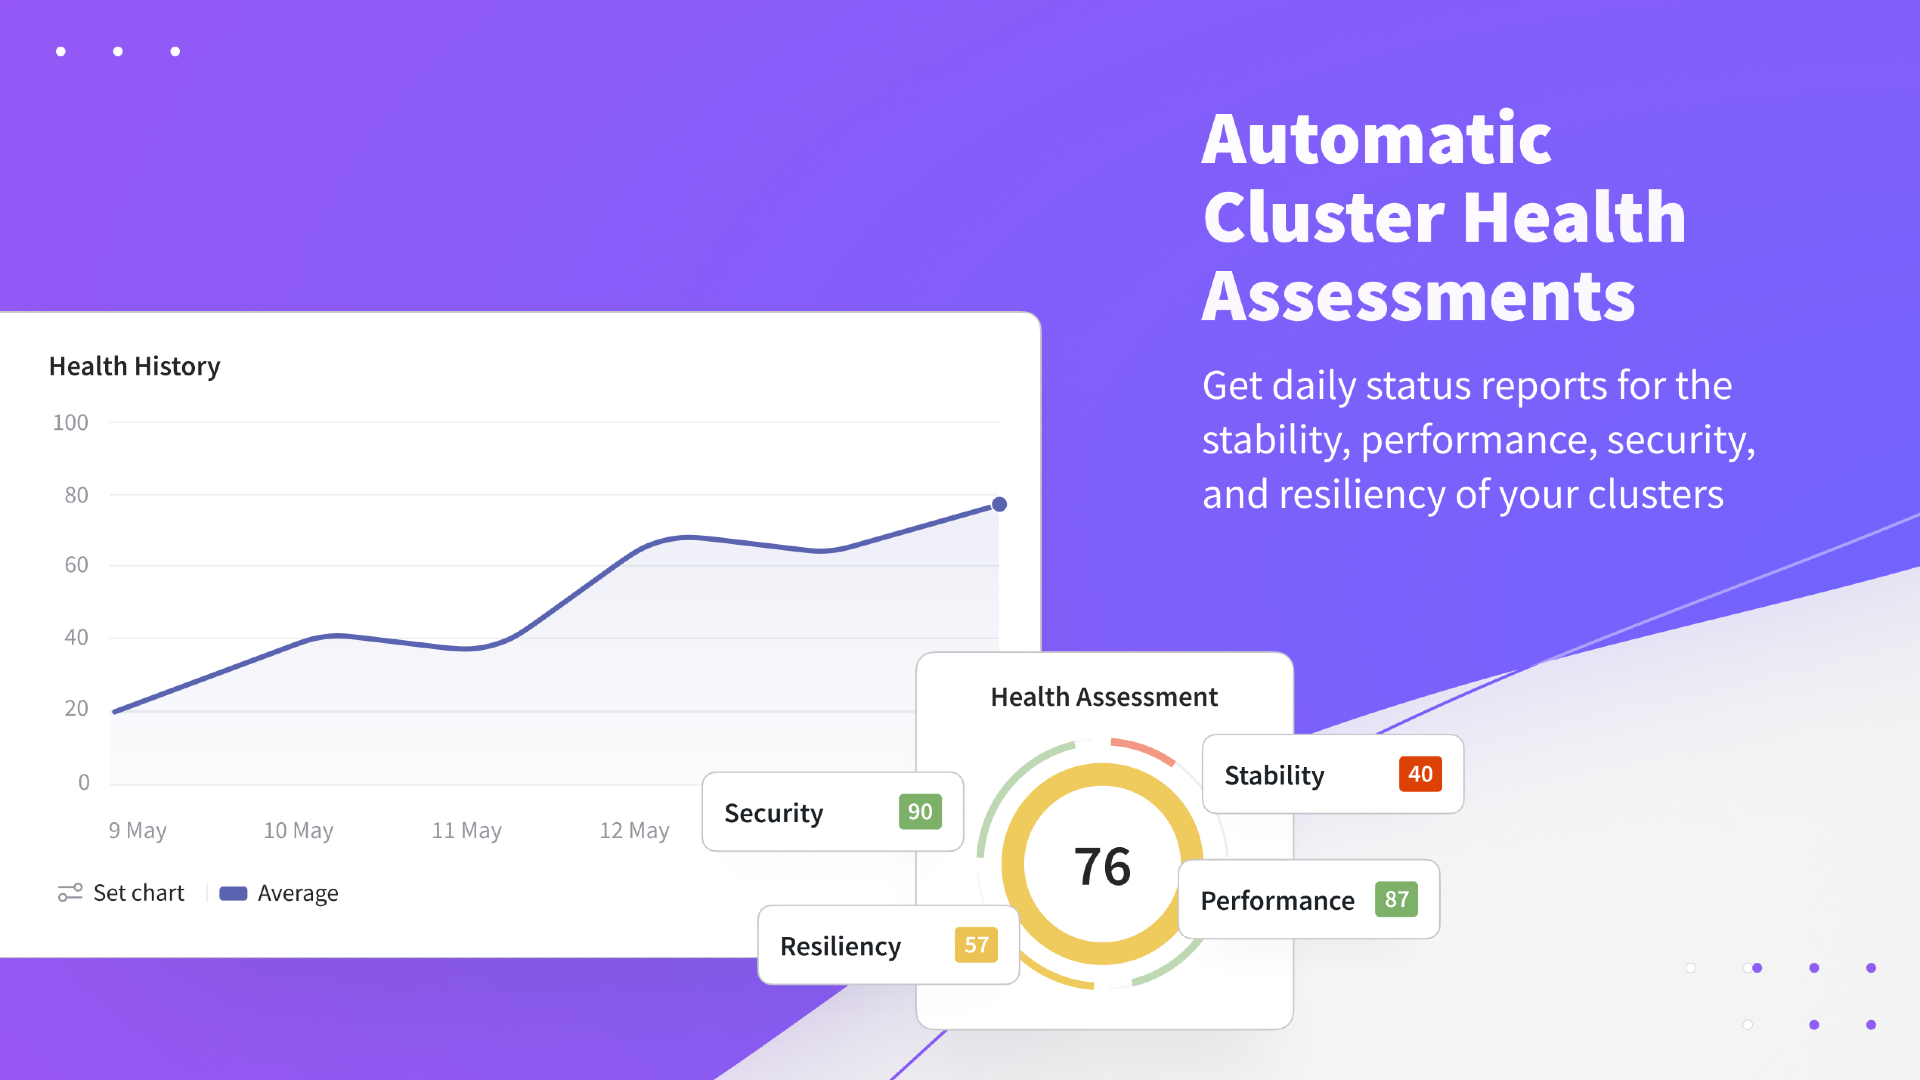 Automatic
Cluster Health
Assessments
Get daily status reports for the
stability, performance, security,
and resiliency of your clusters
Health History
100
80
60
40
20
0
9 May
10 May
11 May
12 May
Set chart
Average
Health Assessment
76
Security 90
Stability 40
Performance 87
Resiliency 57